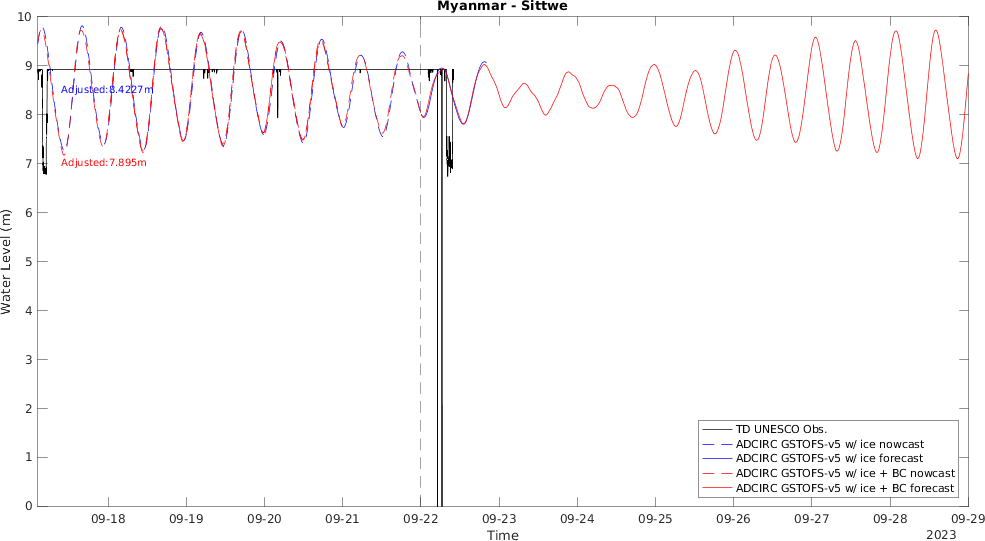 Myanmar - Sittwe
10
9
8
7
6
5
4
3
2
1
0
Water Level (m)
Adjusted:8.4227m
Adjusted:7.895m
TD UNESCO Obs.
ADCIRC GSTOFS-v5 w/ ice nowcast
ADCIRC GSTOFS-v5 w/ ice forecast
ADCIRC GSTOFS-v5 w/ ice + BC nowcast
ADCIRC GSTOFS-v5 w/ ice + BC forecast
09-18 09-19 09-20 09-21 09-22 09-23 09-24 09-25 09-26 09-27 09-28 09-29
Time
2023